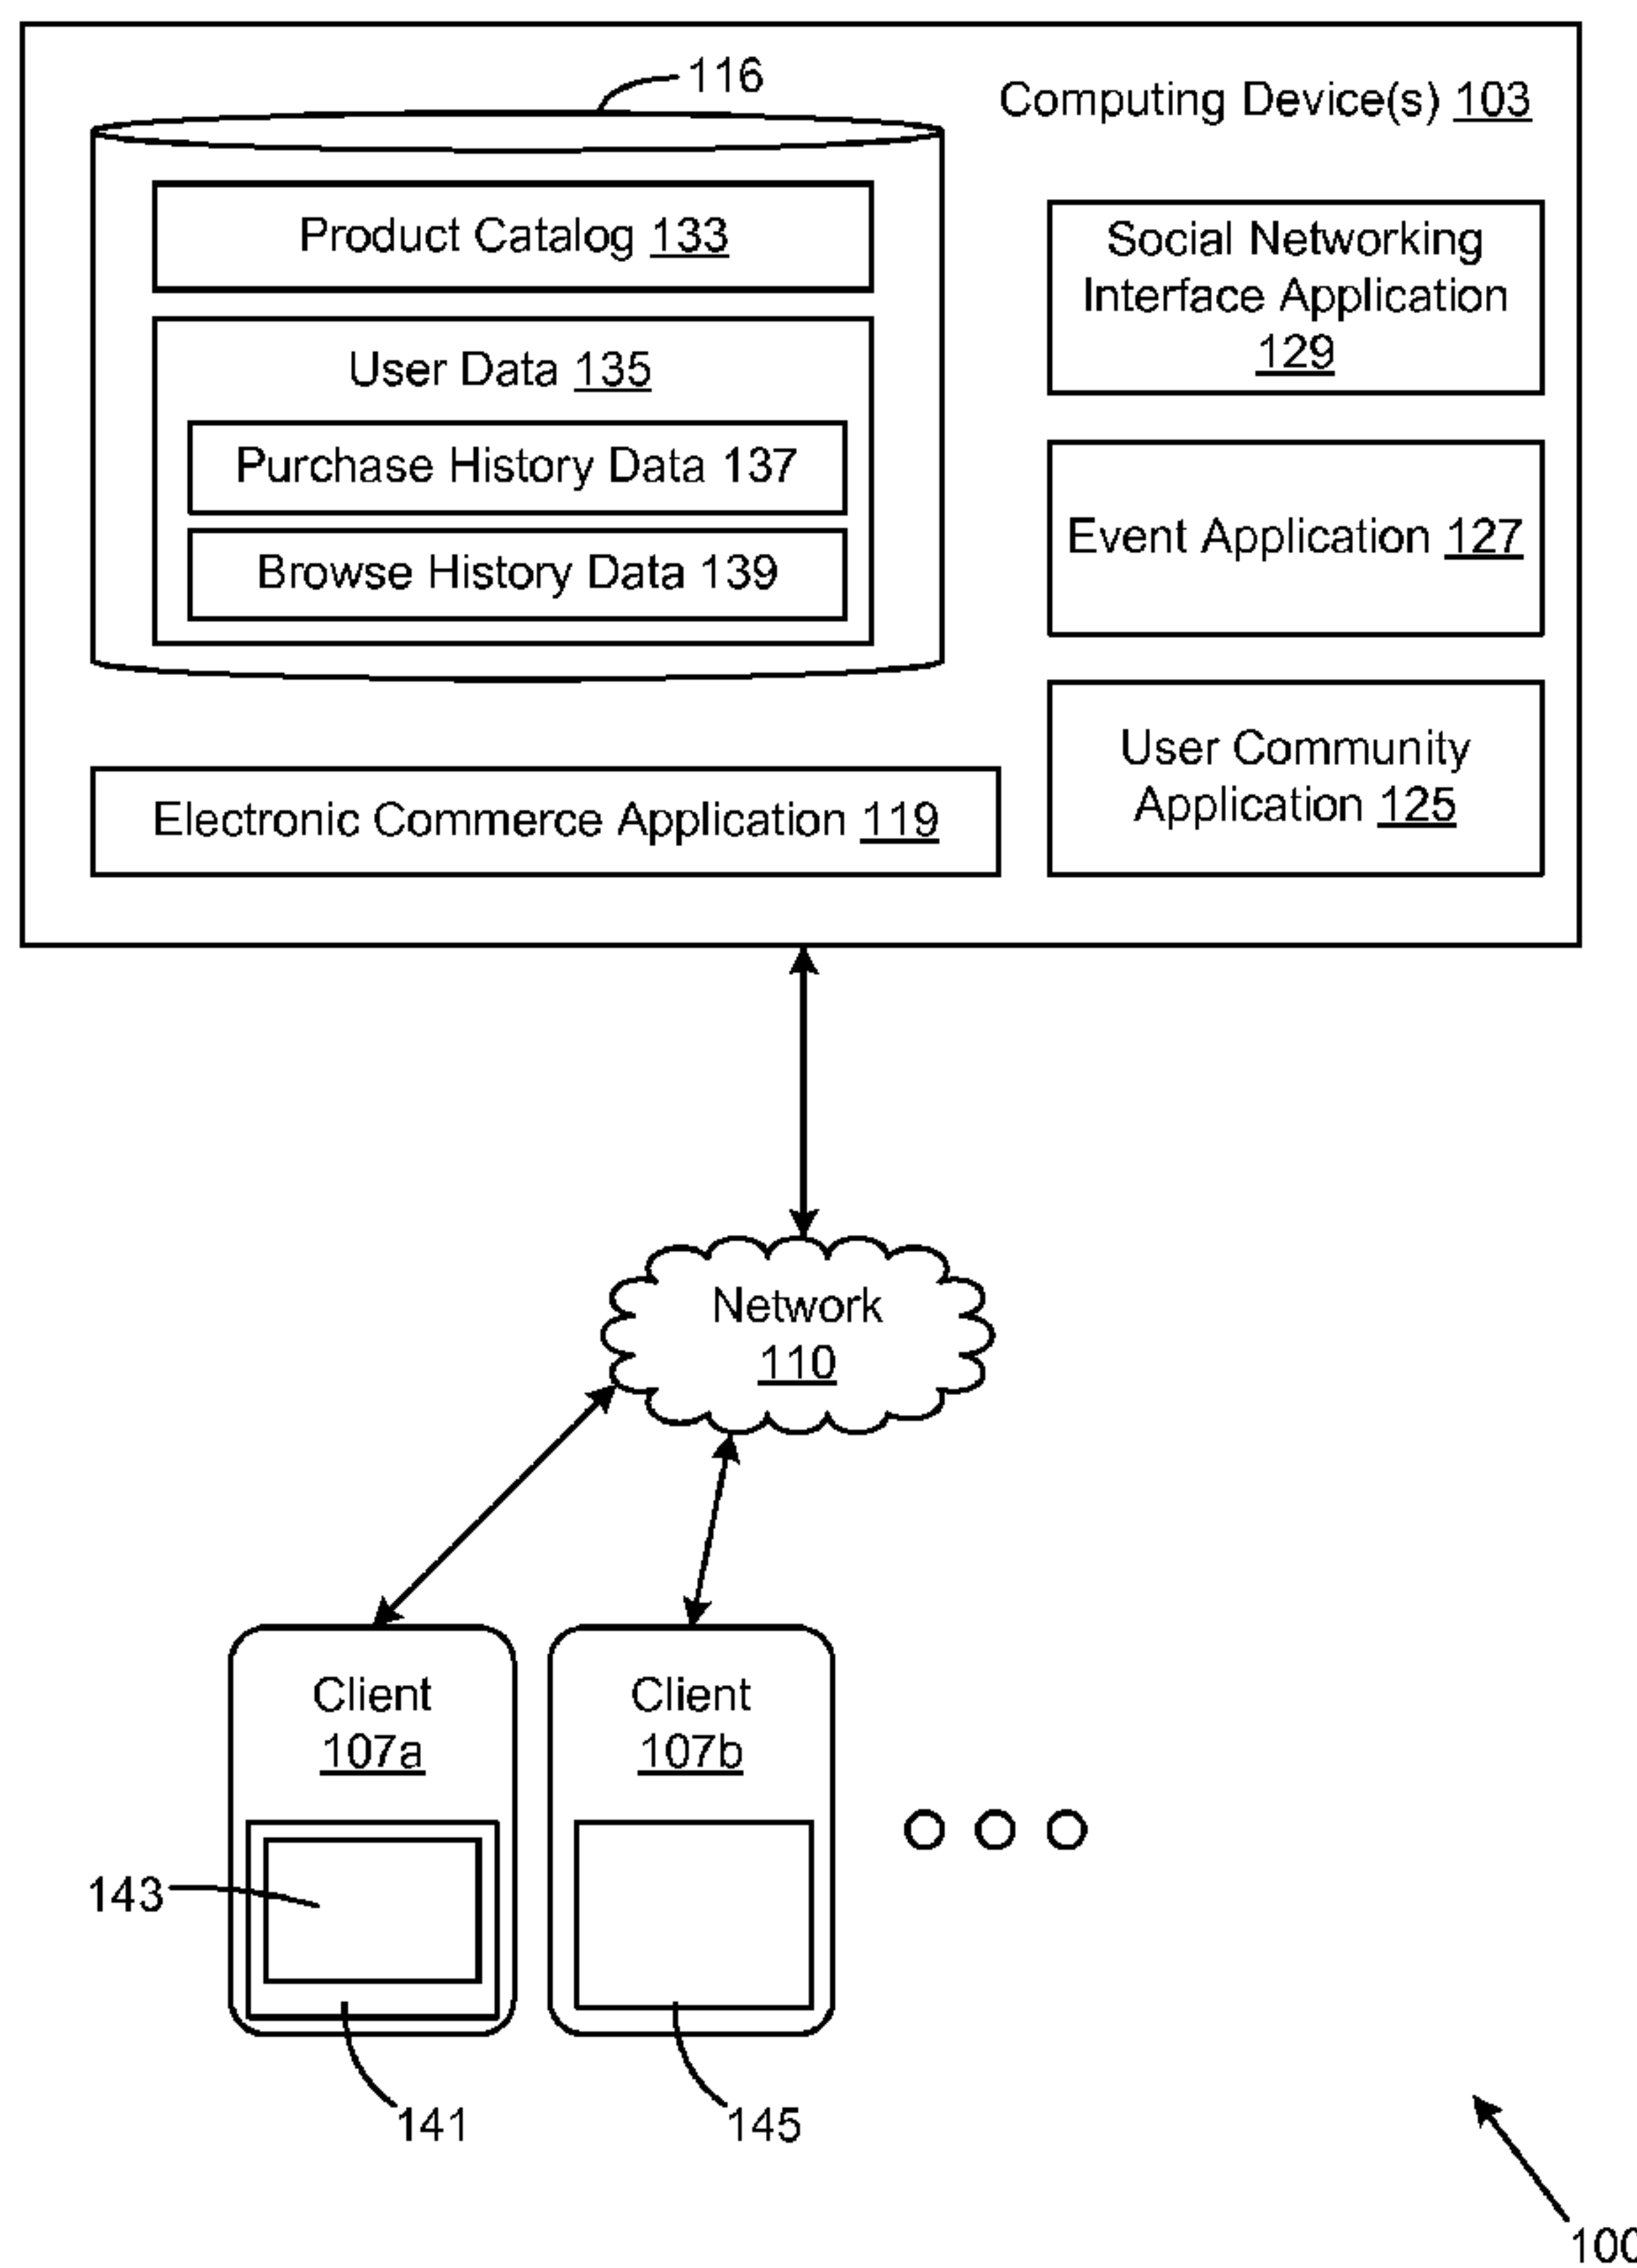 116
Computing Device(s) 103
Product Catalog 133
User Data 135
Purchase History Data 137
Browse History Data 139
Social Networking
Interface Application
129
Event Application 127
User Community
Application 125
Electronic Commerce Application 119
Network
110
Client
107a
Client
107b
143
141
145
100